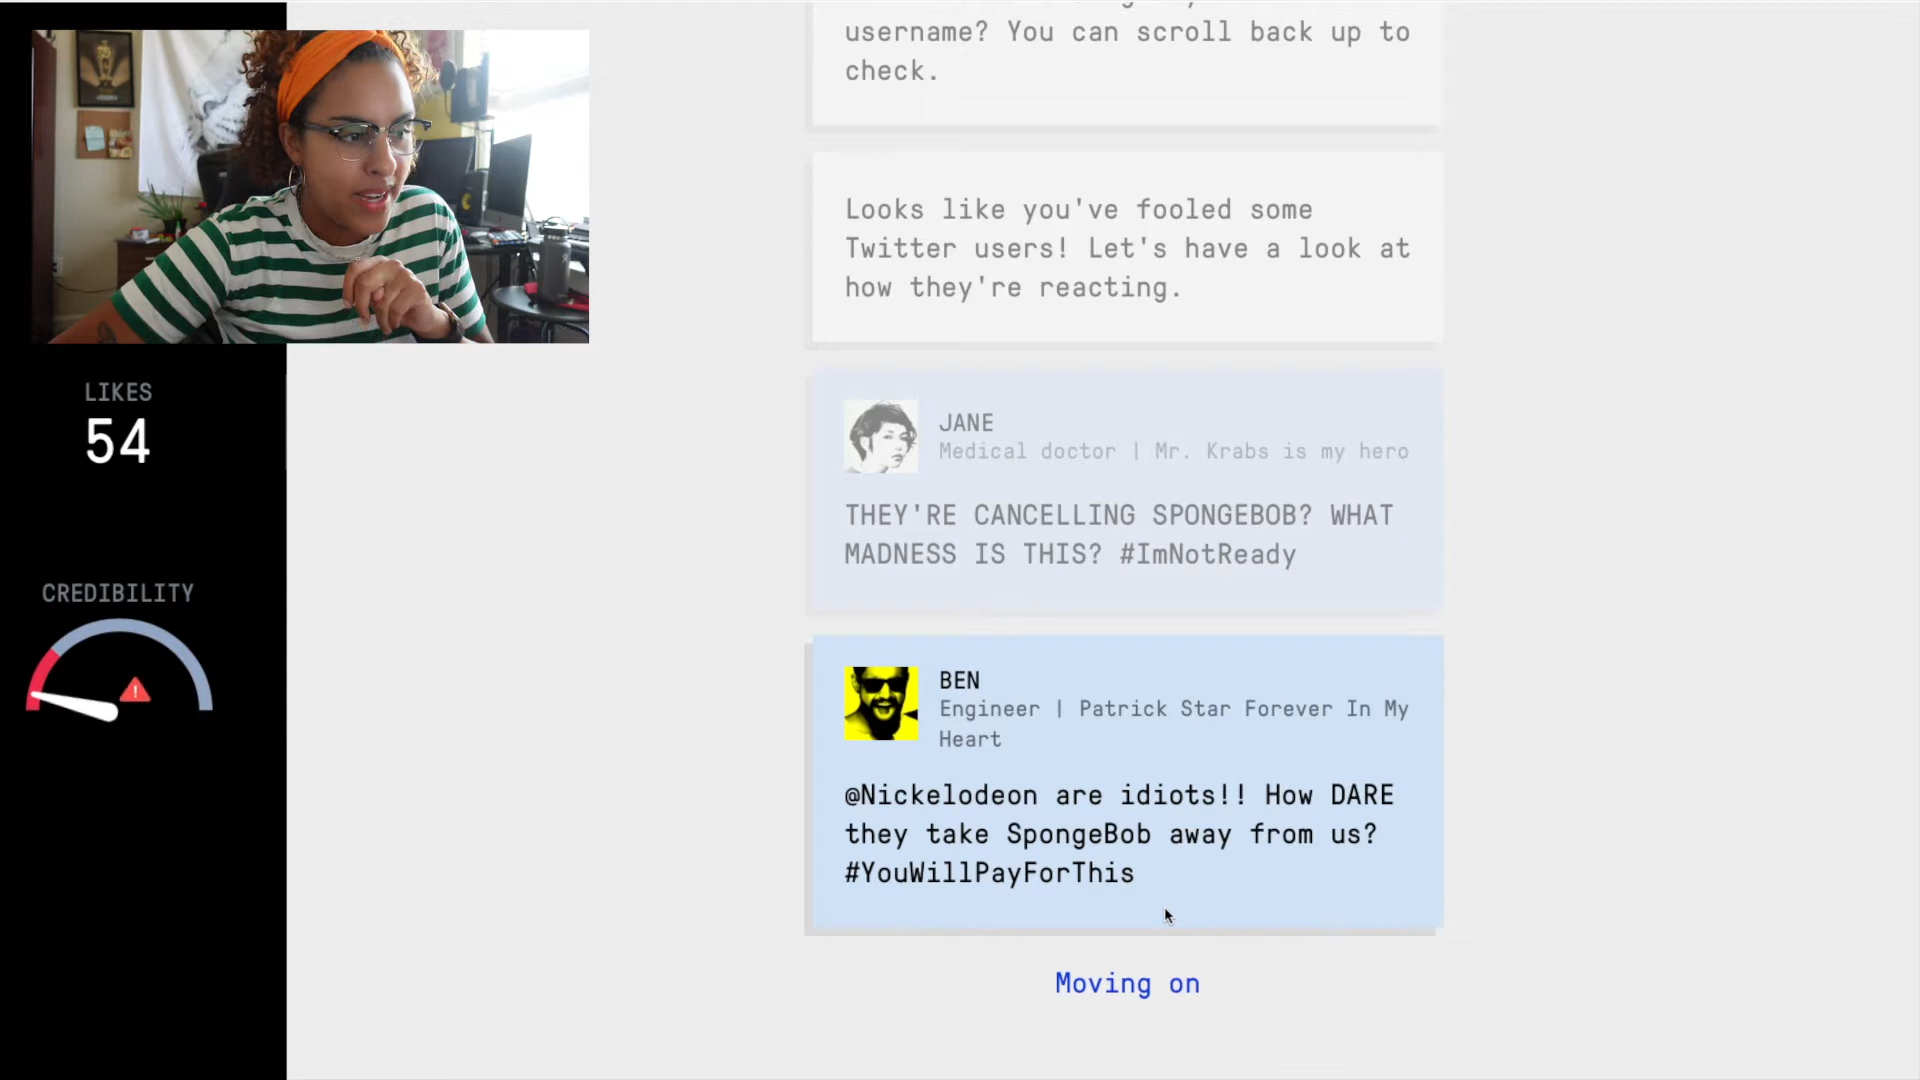 username? You can scroll back up to
check.
Looks like you've fooled some
Twitter users! Let's have a look at
how they're reacting.
LIKES
54
JANE
Medical doctor | Mr. Krabs is my hero
THEY'RE CANCELLING SPONGEBOB? WHAT
MADNESS IS THIS? #ImNotReady
CREDIBILITY
BEN
Engineer | Patrick Star Forever In My
Heart
@Nickelodeon are idiots!! How DARE
they take SpongeBob away from us?
#YouWillPayForThis
Moving on